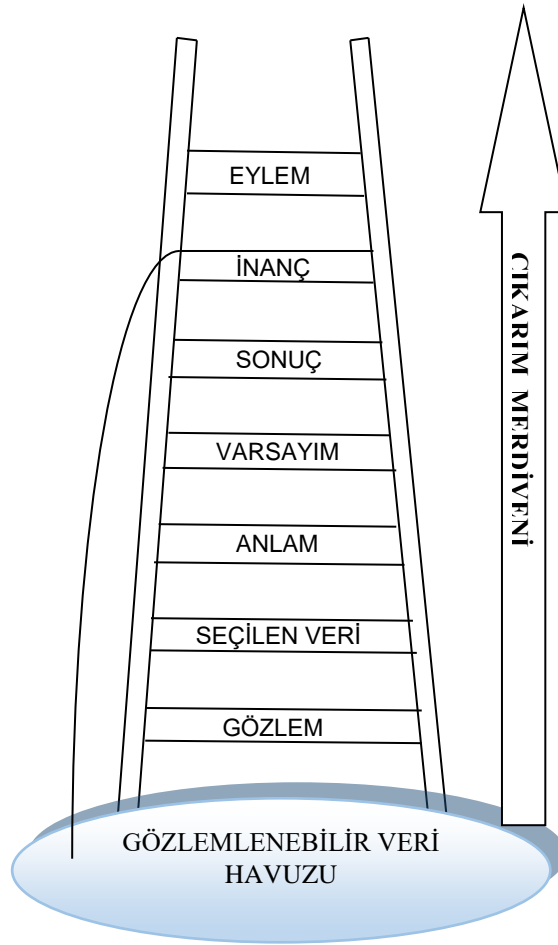 EYLEM
İNANÇ
SONUÇ
VARSAYIM
ANLAM
SEÇİLEN VERİ
GÖZLEM
GÖZLEMLENEBİLİR VERİ
HAVUZU
ÇIKARIM MERDİVENİ